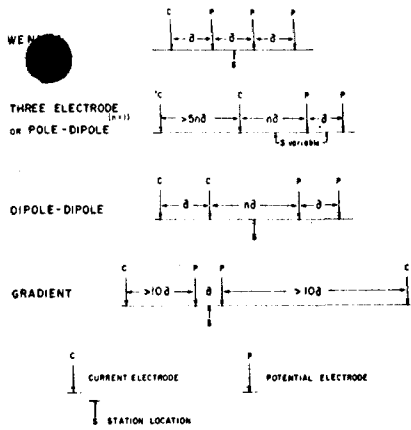 C P P P
WEN
a a a
S
C C P P
THREE ELECTRODE
OR POLE-DIPOLE
>5na na a
S variable
C C P P
DIPOLE-DIPOLE
a na a
S
C P P C
GRADIENT
>10a a >10a
S
C P
CURRENT ELECTRODE POTENTIAL ELECTRODE
S STATION LOCATION